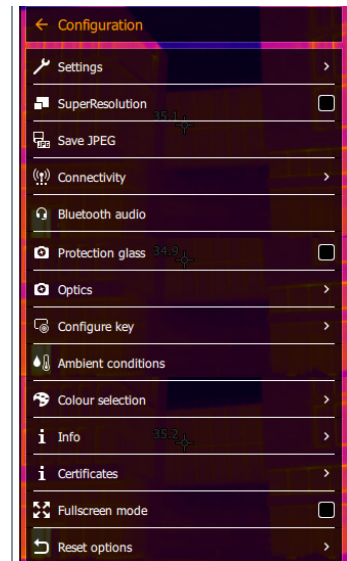 Configuration
Settings
SuperResolution
35.1
JPG
Save JPEG
Connectivity
Bluetooth audio
Protection glass 34.9
Optics
Configure key
Ambient conditions
Colour selection
Info 35.2
Certificates
Fullscreen mode
Reset options